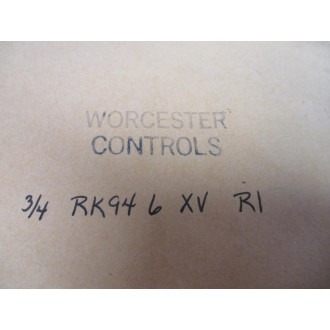 WORCESTER
CONTROLS
3/4 RK94 6 XV R1